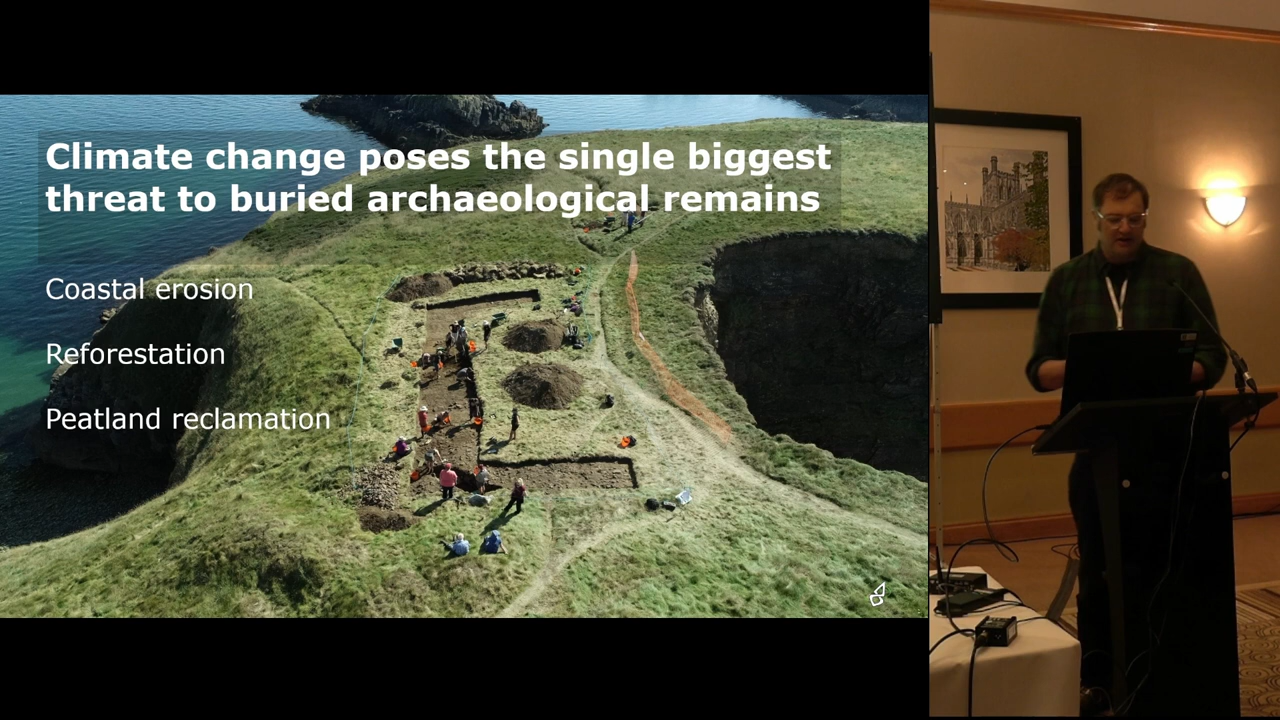 Climate change poses the single biggest
threat to buried archaeological remains
Coastal erosion
Reforestation
Peatland reclamation